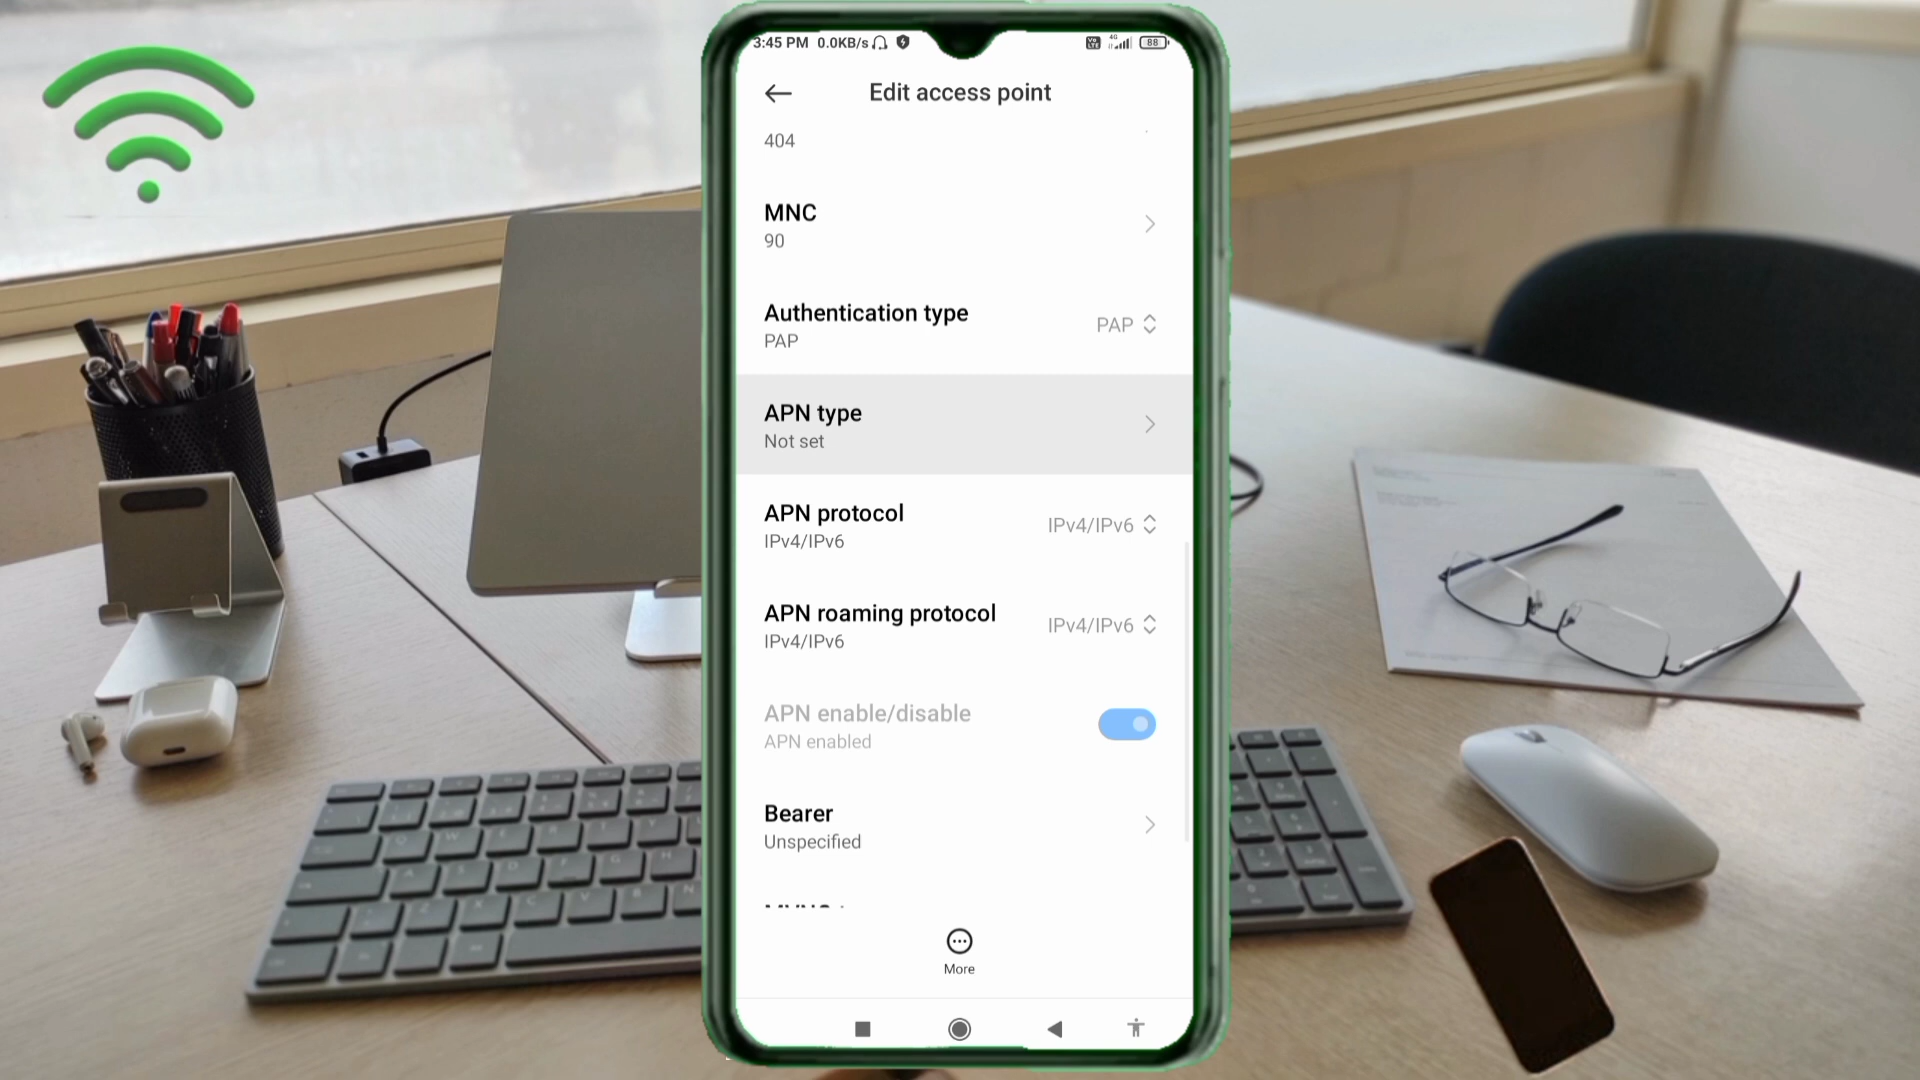 3:45 PM 0.0KB/s 4G 88
Edit access point
404
MNC
90
Authentication type
PAP
PAP
APN type
Not set
APN protocol
IPv4/IPv6
IPv4/IPv6
APN roaming protocol
IPv4/IPv6
IPv4/IPv6
APN enable/disable
APN enabled
Bearer
Unspecified
More